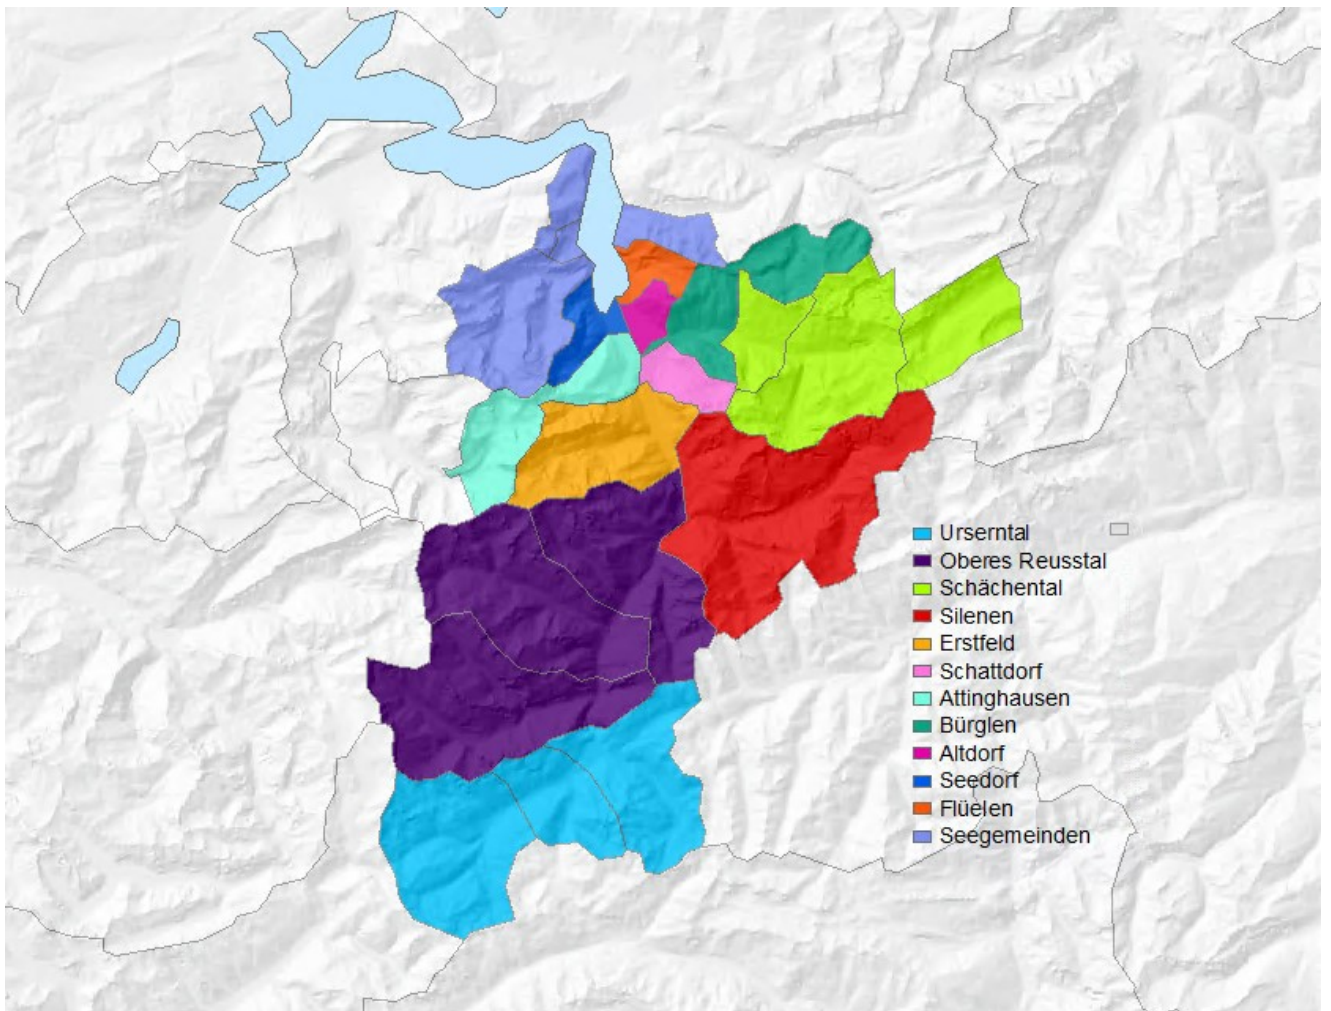 Urserntal
Oberes Reusstal
Schächental
Silenen
Erstfeld
Schattdorf
Attinghausen
Bürglen
Altdorf
Seedorf
Flüelen
Seegemeinden